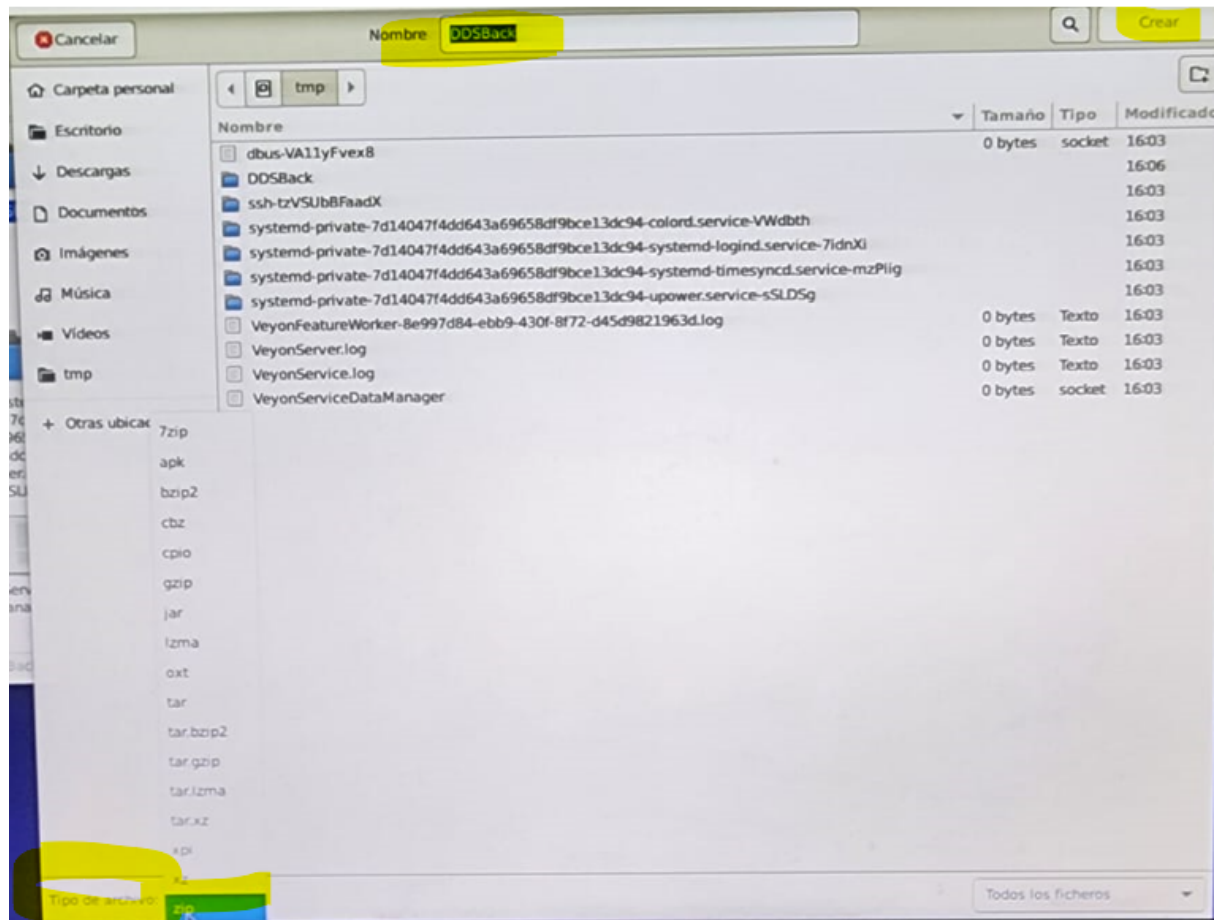 Cancelar Nombre DDSBack Crear
Carpeta personal tmp
Nombre Tamaño Tipo Modificado
Escritorio
dbus-VA11yFvex8 0 bytes socket 16:03
Descargas
DDSBack 16:06
ssh-tzVSUbBFaadX 16:03
Documentos
systemd-private-7d14047f4dd643a69658df9bce13dc94-colord.service-VWdbth 16:03
Imágenes
systemd-private-7d14047f4dd643a69658df9bce13dc94-systemd-logind.service-7idnXi 16:03
systemd-private-7d14047f4dd643a69658df9bce13dc94-systemd-timesyncd.service-mzPIig 16:03
Música
systemd-private-7d14047f4dd643a69658df9bce13dc94-upower.service-sSLDSg 16:03
VeyonFeatureWorker-8e997d84-ebb9-430f-8f72-d45d9821963d.log 0 bytes Texto 16:03
Vídeos
VeyonServer.log 0 bytes Texto 16:03
tmp
VeyonService.log 0 bytes Texto 16:03
VeyonServiceDataManager 0 bytes socket 16:03
+ Otras ubicac
7zip
apk
bzip2
cbz
cpio
gzip
jar
lzma
oxt
tar
tar.bzip2
tar.gzip
tar.lzma
tar.xz
xpi
xz
Tipo de archivo: zip Todos los ficheros